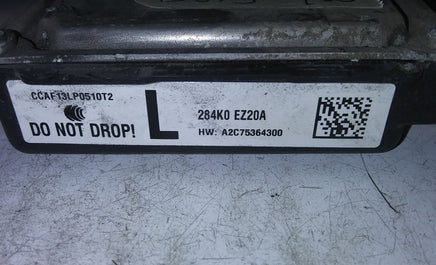 CCAF13LP0510T2
DO NOT DROP!
L
284K0 EZ20A
HW: A2C75364300